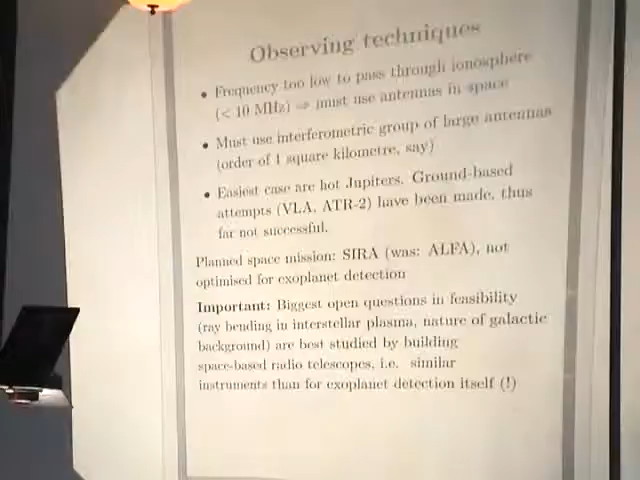 Observing techniques
• Frequency too low to pass through ionosphere
(< 10 MHz) ⇒ must use antennas in space
• Must use interferometric group of large antennas
(order of 1 square kilometre, say)
• Easiest case are hot Jupiters. Ground-based
attempts (VLA, ATR-2) have been made, thus
far not successful.
Planned space mission: SIRA (was: ALFA), not
optimised for exoplanet detection
Important: Biggest open questions in feasibility
(ray bending in interstellar plasma, nature of galactic
background) are best studied by building
space-based radio telescopes, i.e. similar
instruments than for exoplanet detection itself (!)